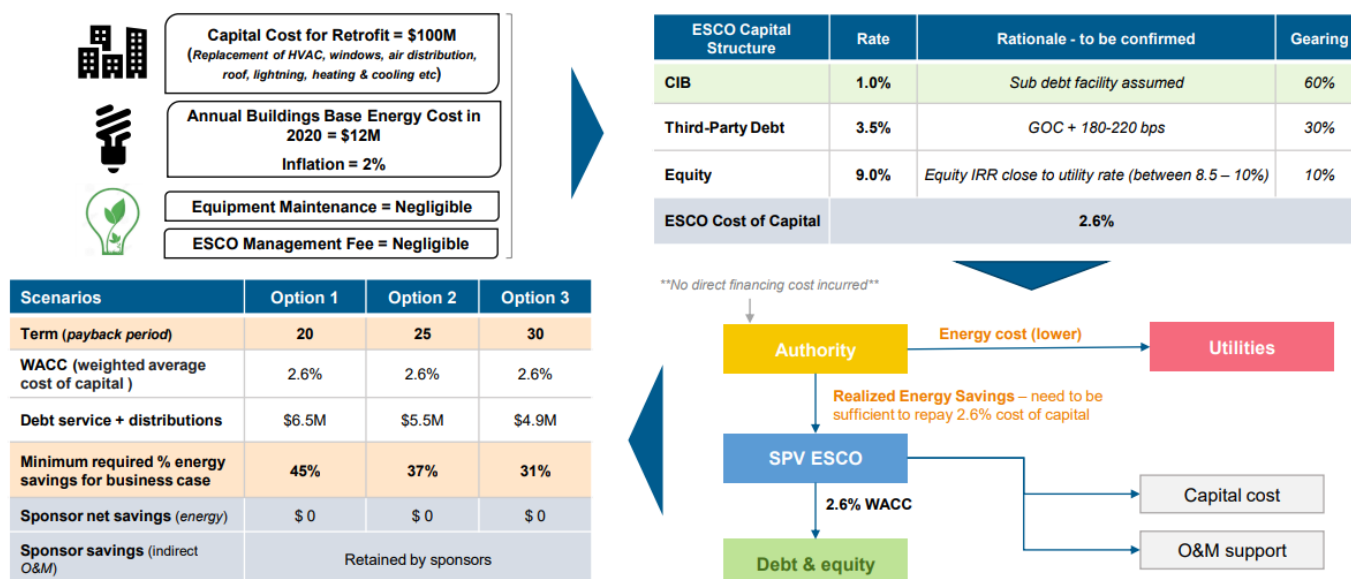 Capital Cost for Retrofit = $100M
(Replacement of HVAC, windows, air distribution,
roof, lightning, heating & cooling etc)
Annual Buildings Base Energy Cost in
2020 = $12M
Inflation = 2%
Equipment Maintenance = Negligible
ESCO Management Fee = Negligible
ESCO Capital
Structure
Rate
Rationale - to be confirmed
Gearing
CIB
1.0%
Sub debt facility assumed
60%
Third-Party Debt
3.5%
GOC + 180-220 bps
30%
Equity
9.0%
Equity IRR close to utility rate (between 8.5 – 10%)
10%
ESCO Cost of Capital
2.6%
Scenarios
Option 1
Option 2
Option 3
Term (payback period)
20
25
30
WACC (weighted average
cost of capital )
2.6%
2.6%
2.6%
Debt service + distributions
$6.5M
$5.5M
$4.9M
Minimum required % energy
savings for business case
45%
37%
31%
Sponsor net savings (energy)
$ 0
$ 0
$ 0
Sponsor savings (indirect
O&M)
Retained by sponsors
**No direct financing cost incurred**
Authority
Energy cost (lower)
Utilities
Realized Energy Savings – need to be
sufficient to repay 2.6% cost of capital
SPV ESCO
2.6% WACC
Capital cost
O&M support
Debt & equity